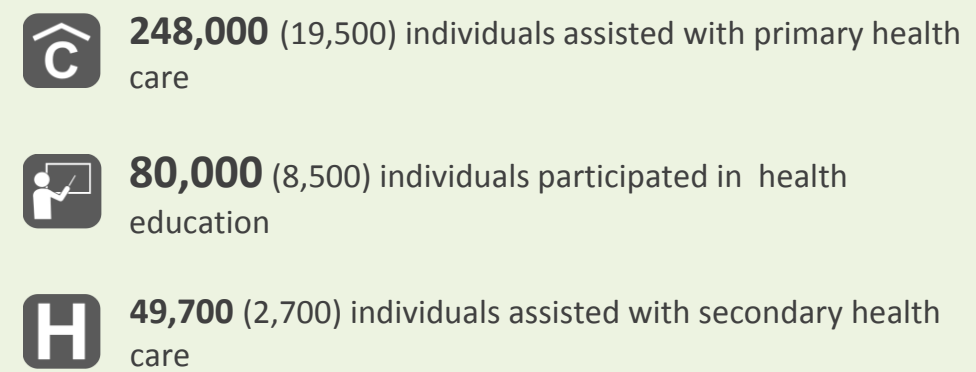 C
248,000 (19,500) individuals assisted with primary health
care
80,000 (8,500) individuals participated in health
education
H
49,700 (2,700) individuals assisted with secondary health
care